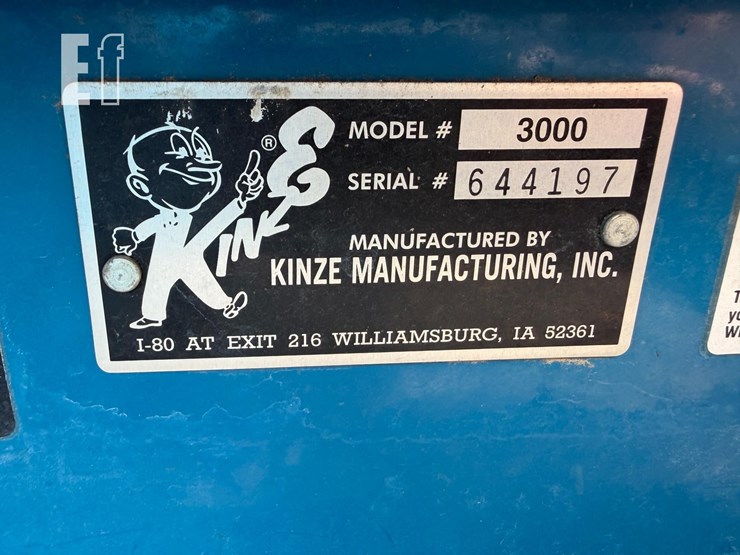 Ef
KINZE ®
MODEL # 3000
SERIAL # 644197
MANUFACTURED BY
KINZE MANUFACTURING, INC.
I-80 AT EXIT 216 WILLIAMSBURG, IA 52361